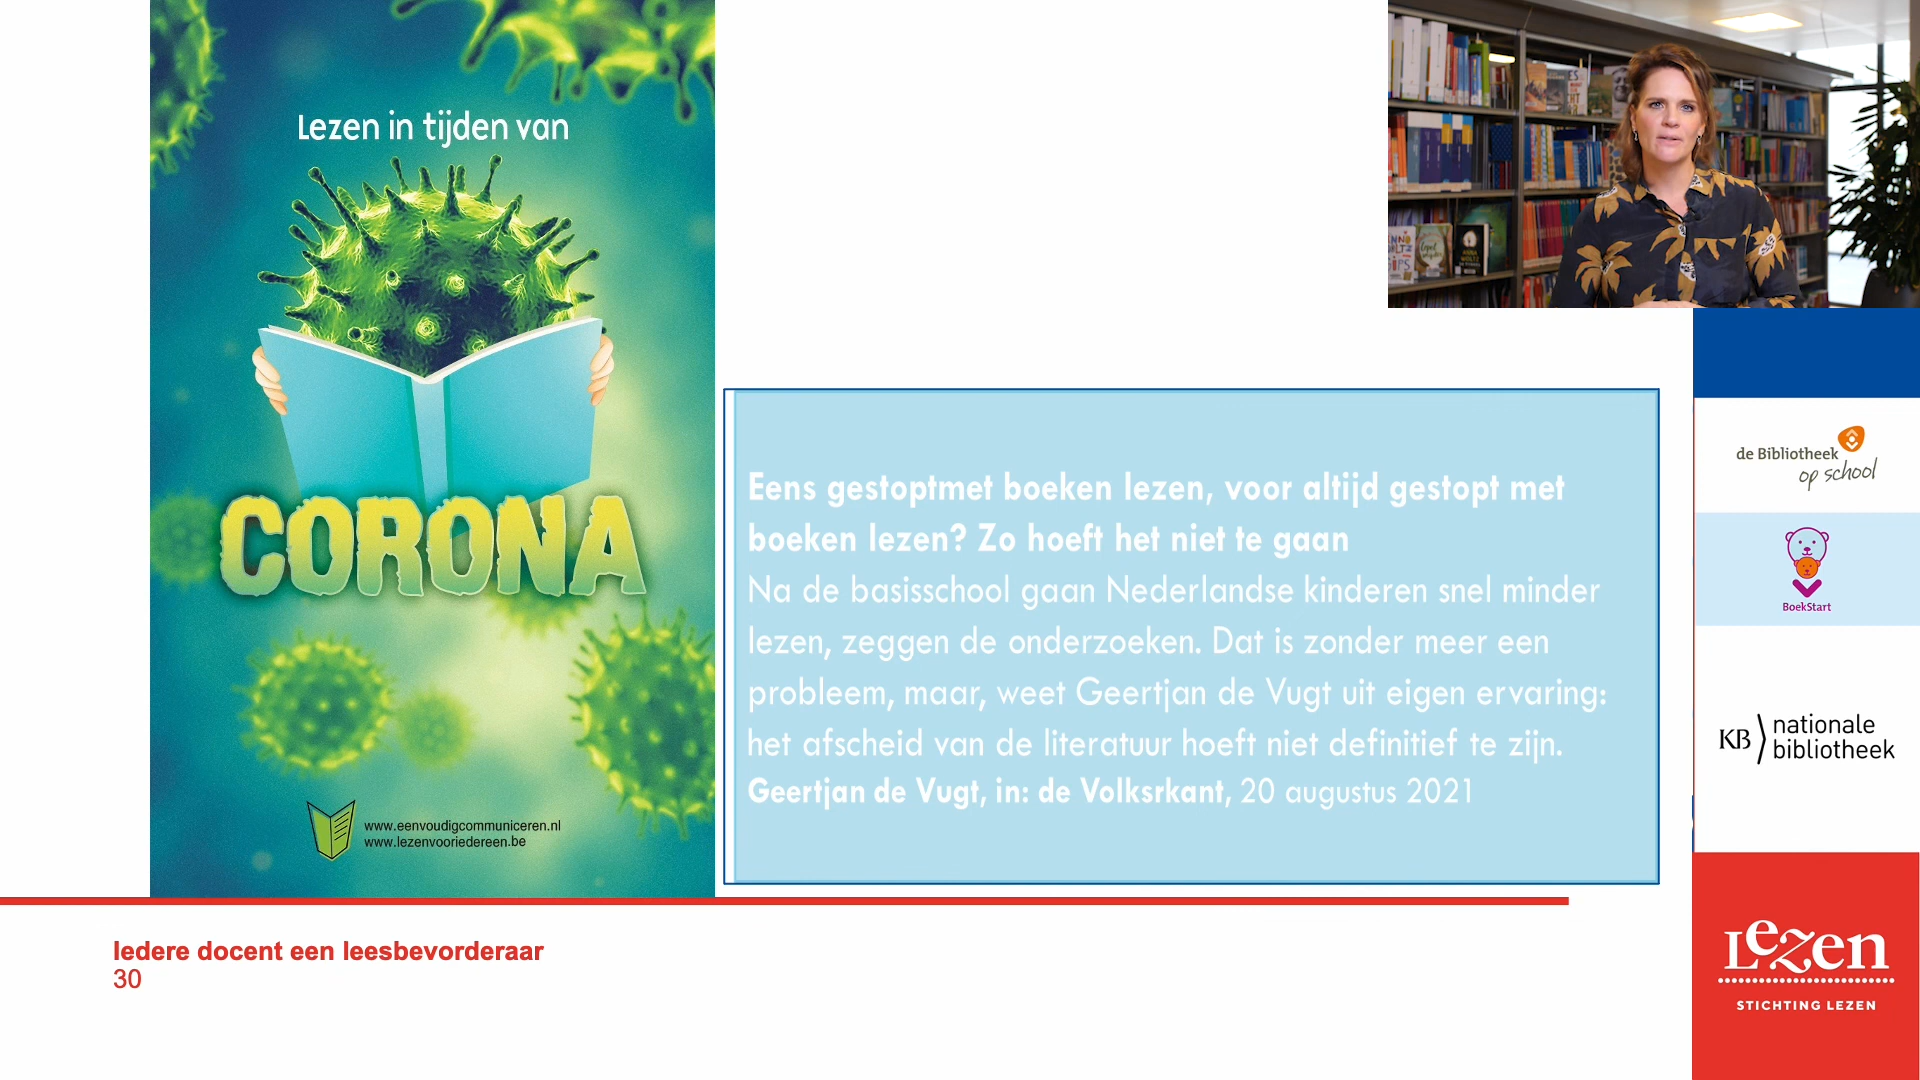 Lezen in tijden van
CORONA
www.eenvoudigcommuniceren.nl
www.lezenvooriedereen.be
Eens gestoptmet boeken lezen, voor altijd gestopt met
boeken lezen? Zo hoeft het niet te gaan
Na de basisschool gaan Nederlandse kinderen snel minder
lezen, zeggen de onderzoeken. Dat is zonder meer een
probleem, maar, weet Geertjan de Vugt uit eigen ervaring:
het afscheid van de literatuur hoeft niet definitief te zijn.
Geertjan de Vugt, in: de Volksrkant, 20 augustus 2021
de Bibliotheek
op school
BoekStart
KB nationale
bibliotheek
Lezen
STICHTING LEZEN
Iedere docent een leesbevorderaar
30